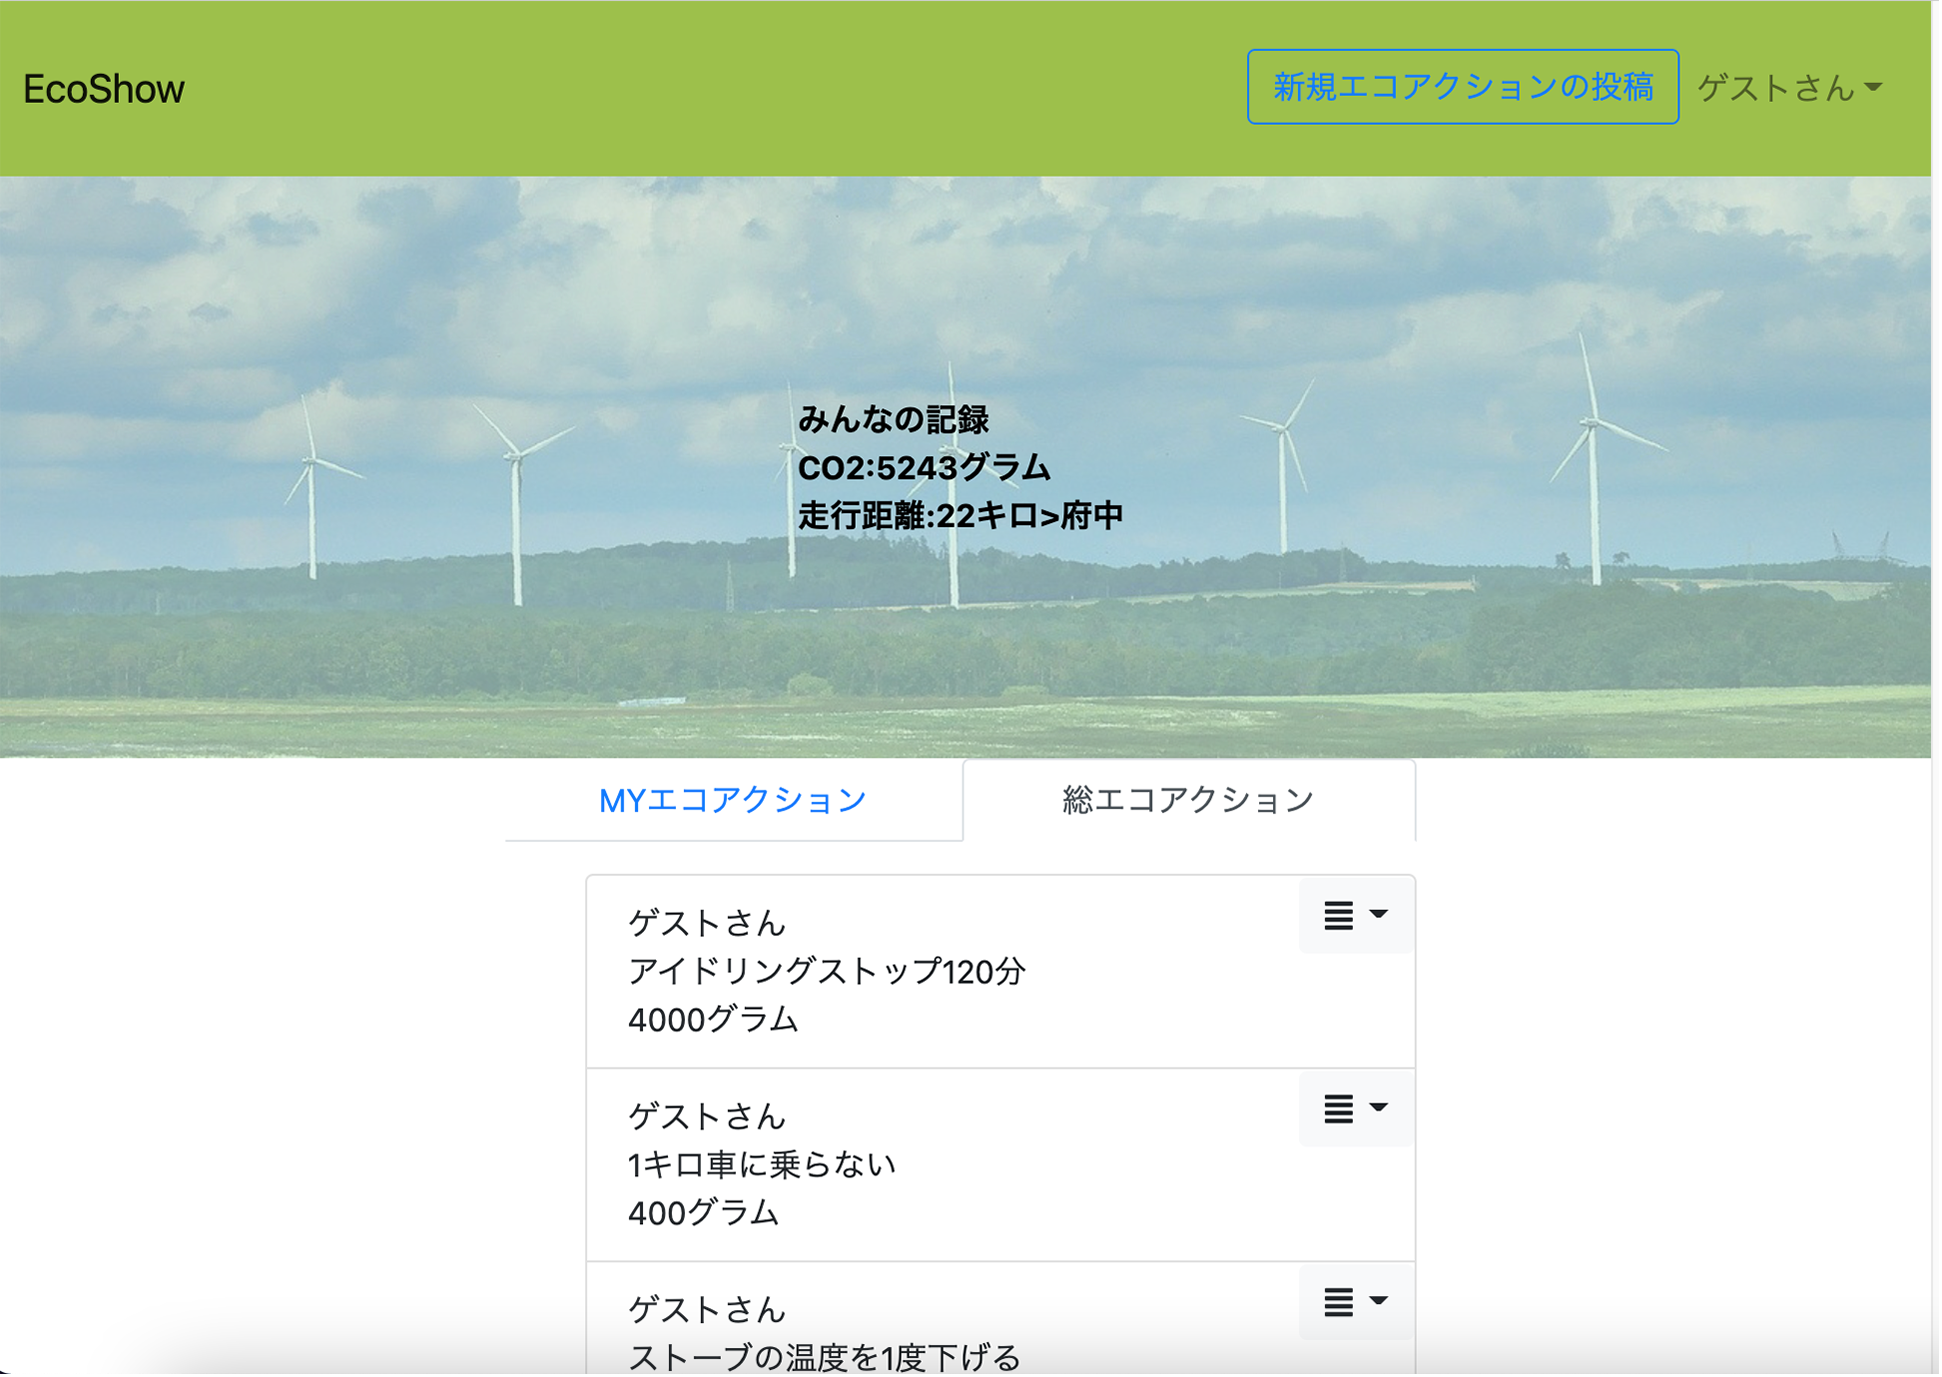 EcoShow
新規エコアクションの投稿
ゲストさん
みんなの記録
CO2:5243グラム
走行距離:22キロ>府中
MYエコアクション
総エコアクション
ゲストさん
アイドリングストップ120分
4000グラム
ゲストさん
1キロ車に乗らない
400グラム
ゲストさん
ストーブの温度を1度下げる